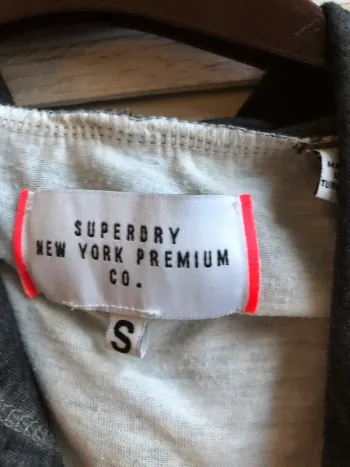 SUPERDRY
NEW YORK PREMIUM
CO.
S